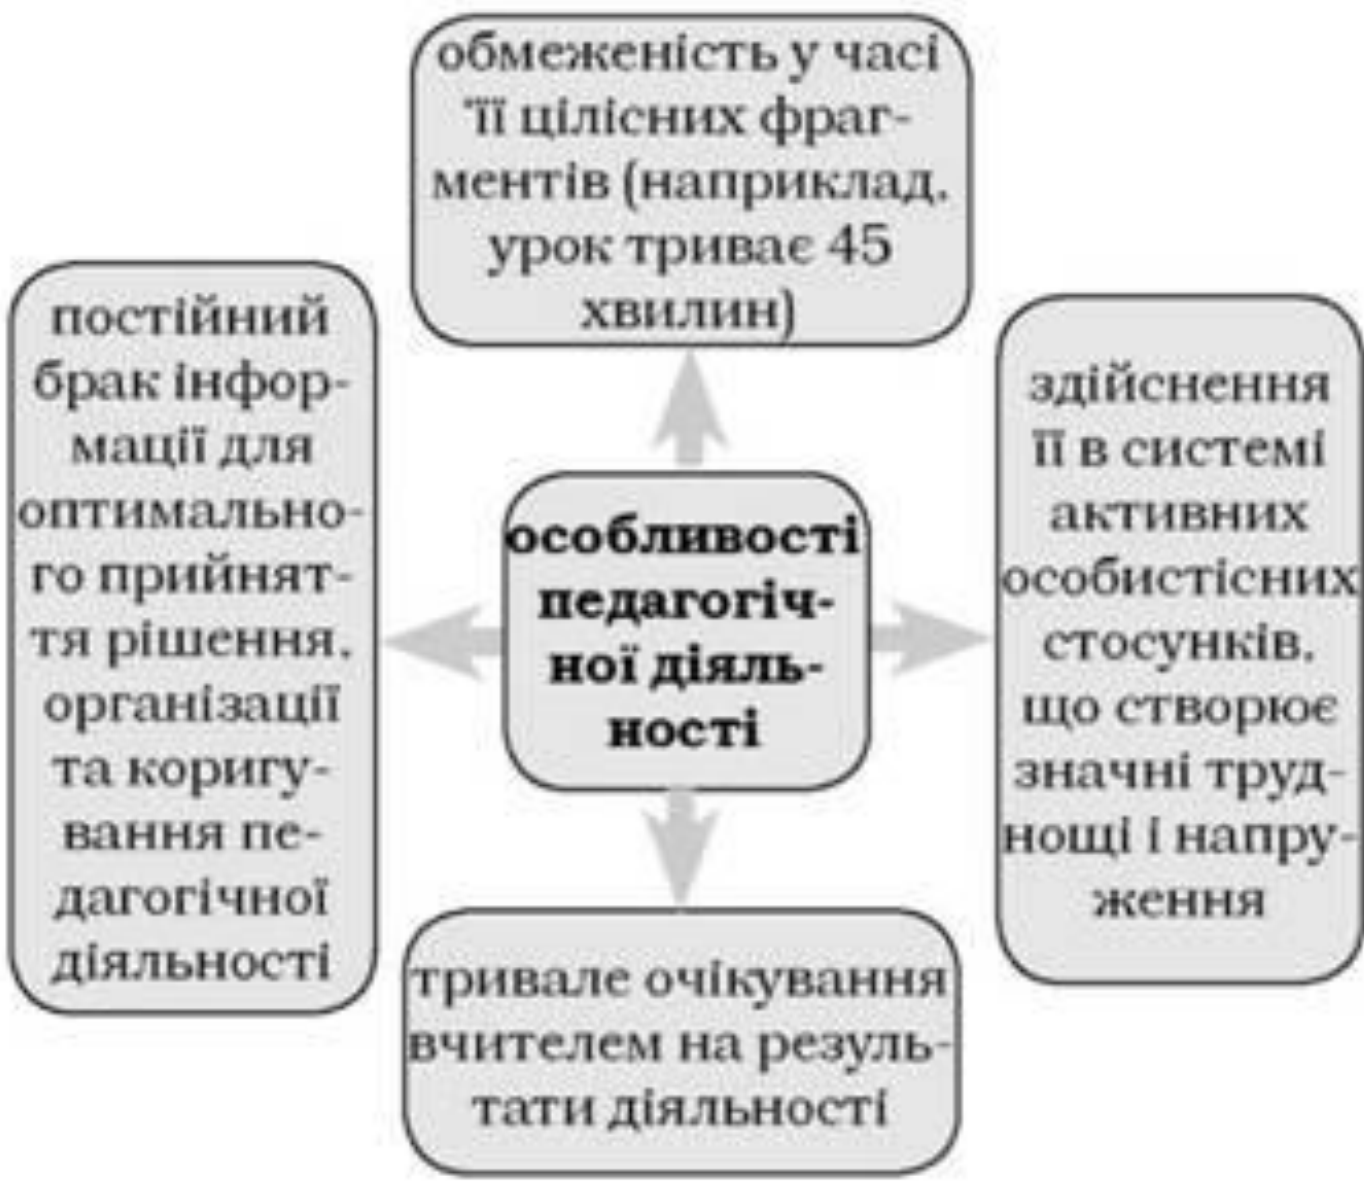 обмеженість у часі
її цілісних фраг-
ментів (наприклад,
урок триває 45
хвилин)
постійний
брак інфор-
мації для
оптимально-
го прийнят-
тя рішення,
організації
та коригу-
вання пе-
дагогічної
діяльності
особливості
педагогіч-
ної діяль-
ності
здійснення
її в системі
активних
особистісних
стосунків,
що створює
значні труд-
нощі і напру-
ження
тривале очікування
вчителем на резуль-
тати діяльності